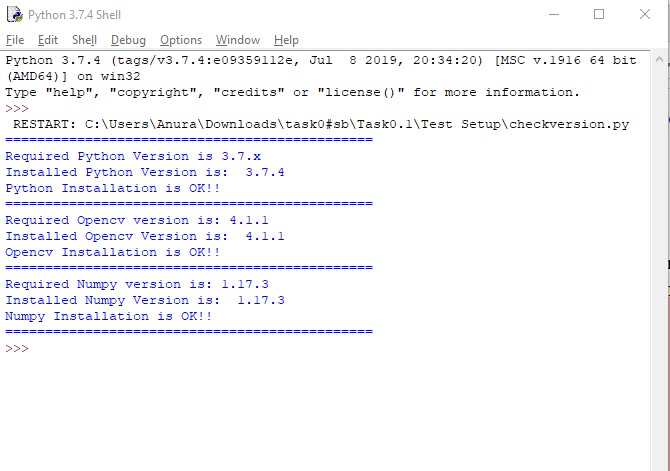 Python 3.7.4 Shell
File Edit Shell Debug Options Window Help
Python 3.7.4 (tags/v3.7.4:e09359112e, Jul  8 2019, 20:34:20) [MSC v.1916 64 bit
(AMD64)] on win32
Type "help", "copyright", "credits" or "license()" for more information.
>>>
 RESTART: C:\Users\Anura\Downloads\task0#sb\Task0.1\Test Setup\checkversion.py
==============================================
Required Python Version is 3.7.x
Installed Python Version is:  3.7.4
Python Installation is OK!!
==============================================
Required Opencv version is: 4.1.1
Installed Opencv Version is:  4.1.1
Opencv Installation is OK!!
==============================================
Required Numpy version is: 1.17.3
Installed Numpy Version is:  1.17.3
Numpy Installation is OK!!
==============================================
>>>